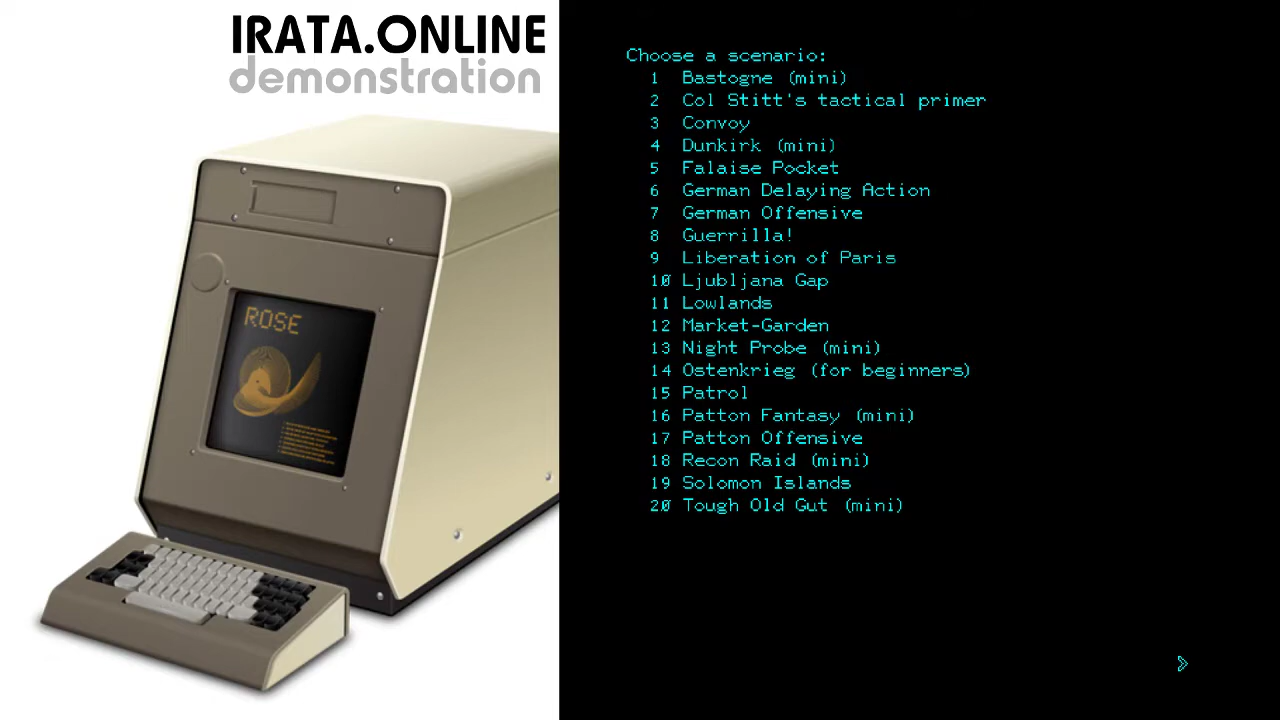 IRATA.ONLINE
demonstration
ROSE
Choose a scenario:
1 Bastogne (mini)
2 Col Stitt's tactical primer
3 Convoy
4 Dunkirk (mini)
5 Falaise Pocket
6 German Delaying Action
7 German Offensive
8 Guerrilla!
9 Liberation of Paris
10 Ljubljana Gap
11 Lowlands
12 Market-Garden
13 Night Probe (mini)
14 Ostenkrieg (for beginners)
15 Patrol
16 Patton Fantasy (mini)
17 Patton Offensive
18 Recon Raid (mini)
19 Solomon Islands
20 Tough Old Gut (mini)
>